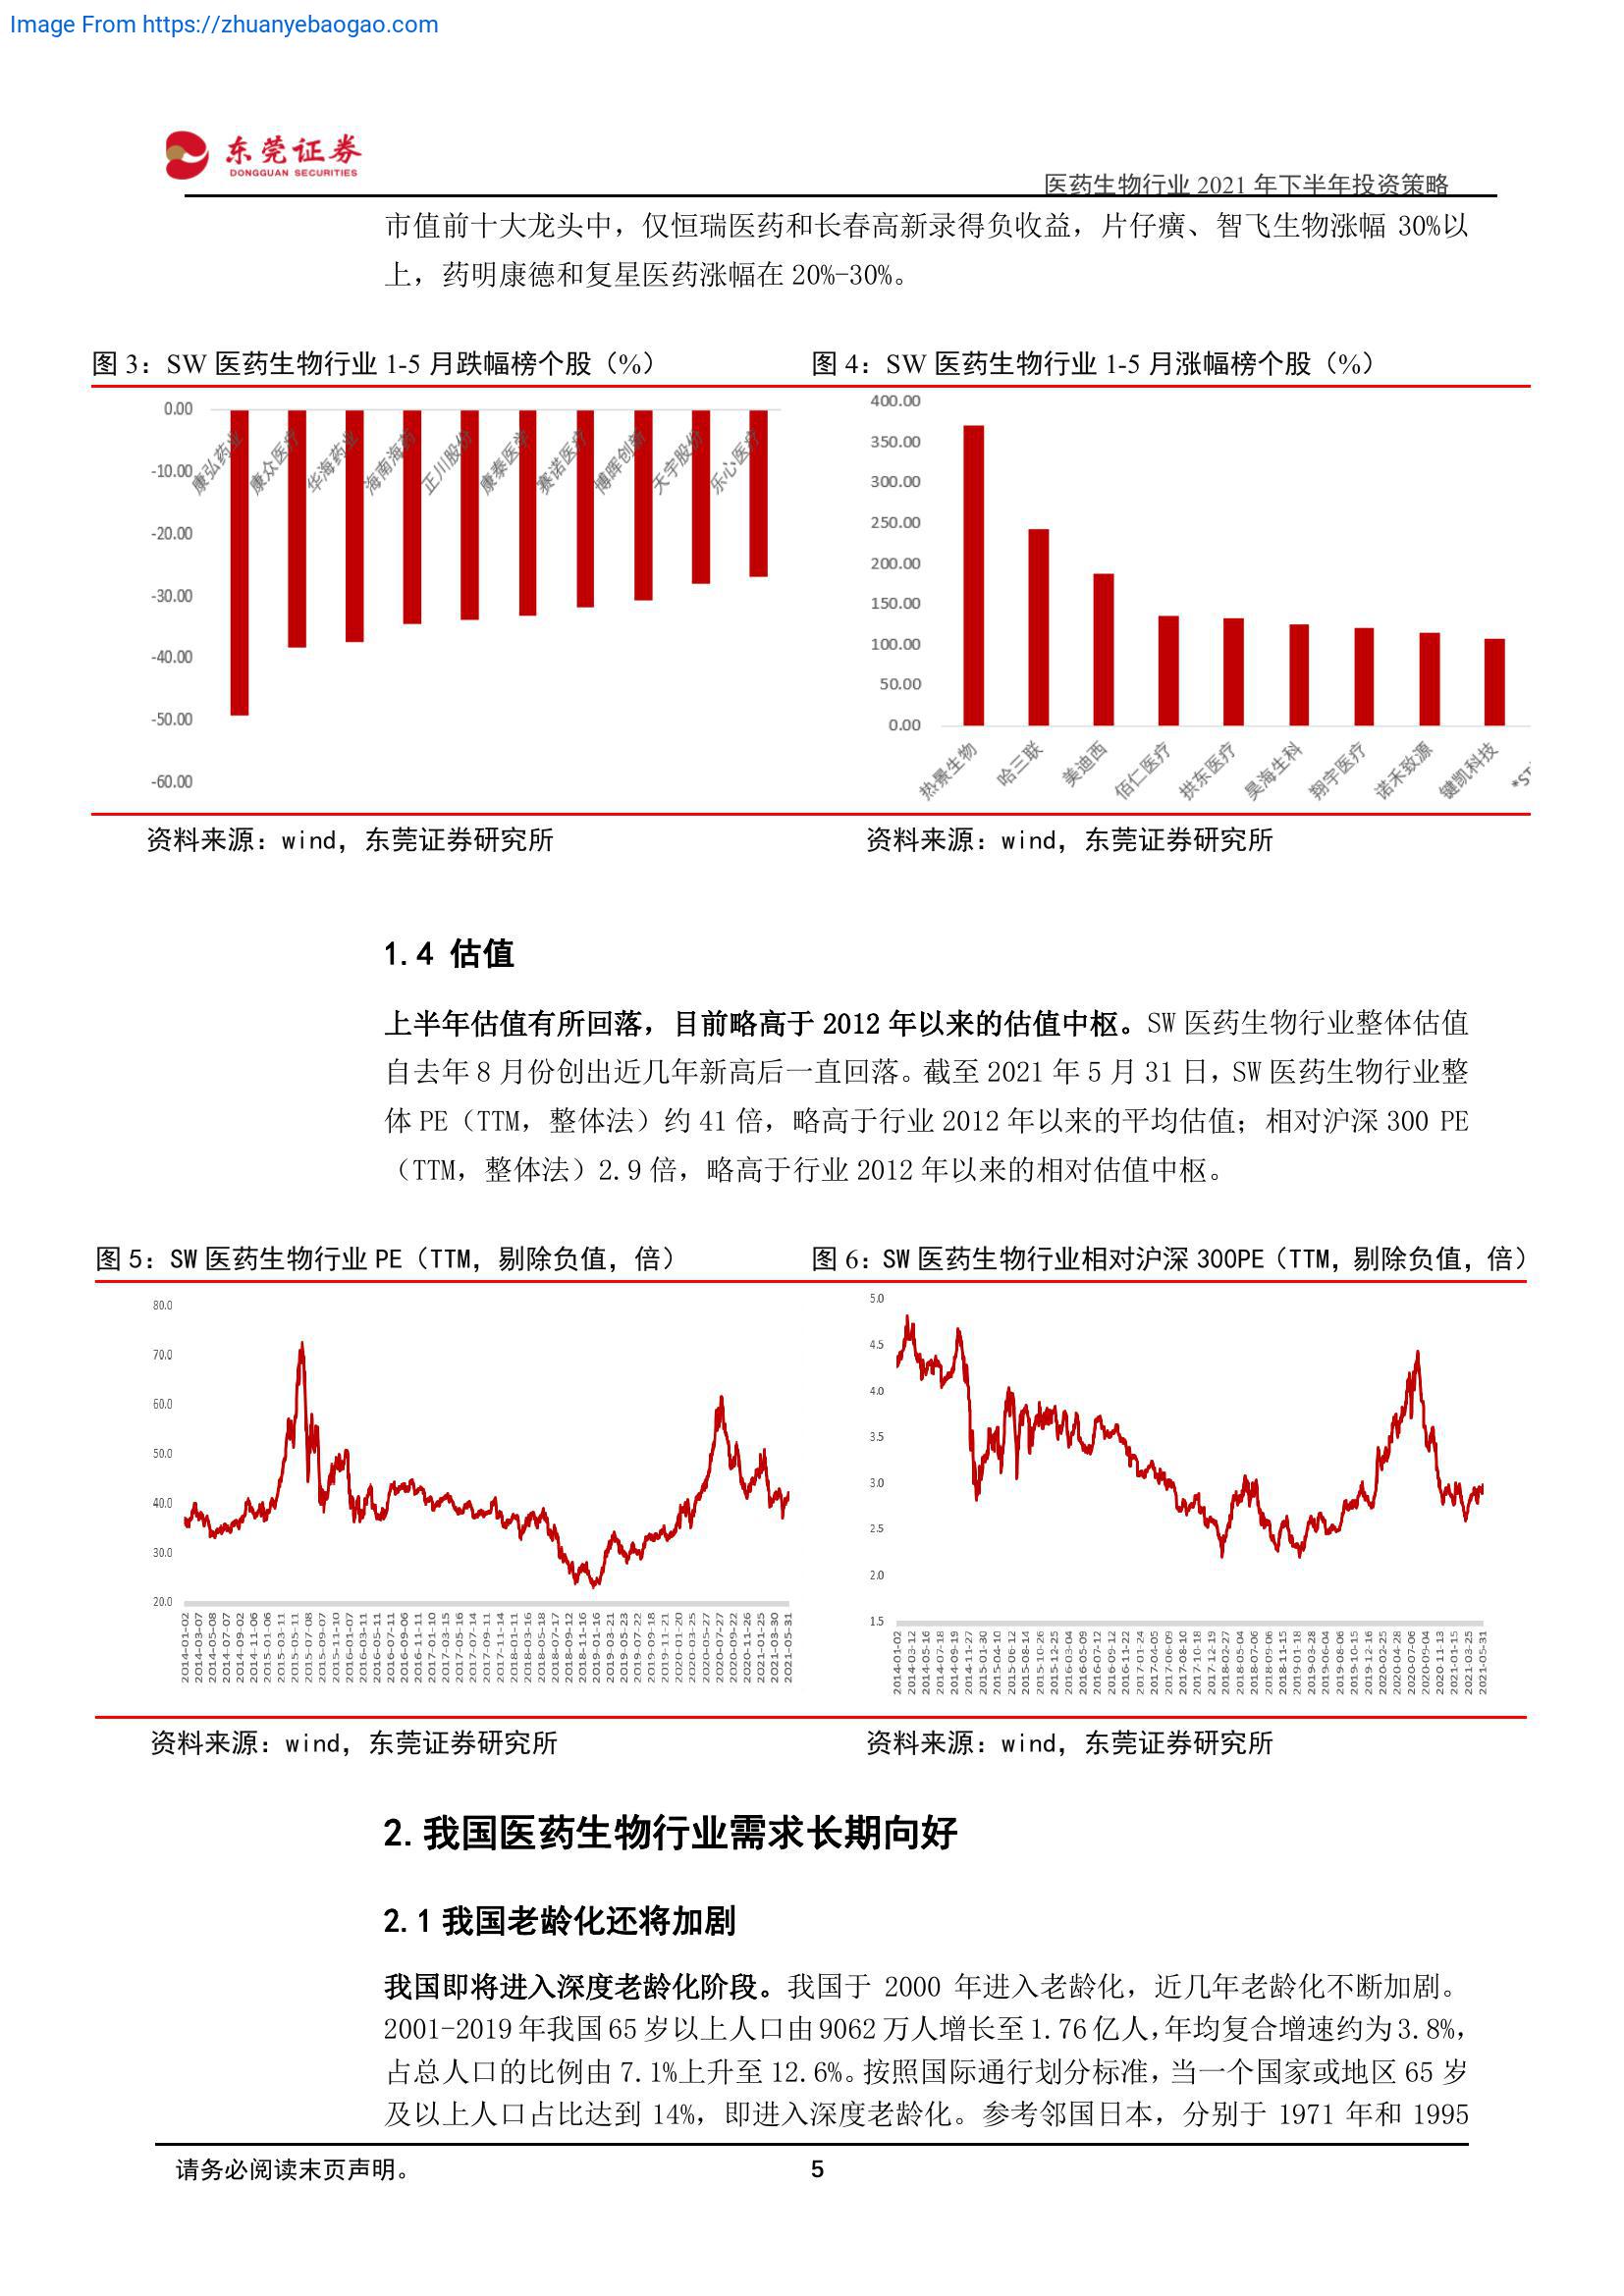 Image From https://zhuanyebaogao.com
东莞证券
DONGGUAN SECURITIES
医药生物行业 2021 年下半年投资策略
市值前十大龙头中，仅恒瑞医药和长春高新录得负收益，片仔癀、智飞生物涨幅 30%以
上，药明康德和复星医药涨幅在 20%-30%。
图 3：SW 医药生物行业 1-5 月跌幅榜个股（%）
0.00
-10.00
-20.00
-30.00
-40.00
-50.00
-60.00
康弘药业
康众医疗
华海药业
海南海药
正川股份
康泰医学
赛诺医疗
博晖创新
天宇股份
乐心医疗
资料来源：wind，东莞证券研究所
图 4：SW 医药生物行业 1-5 月涨幅榜个股（%）
400.00
350.00
300.00
250.00
200.00
150.00
100.00
50.00
0.00
热景生物
哈三联
美迪西
佰仁医疗
拱东医疗
昊海生科
翔宇医疗
诺禾致源
键凯科技
*ST
资料来源：wind，东莞证券研究所
1.4 估值
上半年估值有所回落，目前略高于 2012 年以来的估值中枢。SW 医药生物行业整体估值
自去年 8 月份创出近几年新高后一直回落。截至 2021 年 5 月 31 日，SW 医药生物行业整
体 PE（TTM，整体法）约 41 倍，略高于行业 2012 年以来的平均估值；相对沪深 300 PE
（TTM，整体法）2.9 倍，略高于行业 2012 年以来的相对估值中枢。
图 5：SW 医药生物行业 PE（TTM，剔除负值，倍）
80.0
70.0
60.0
50.0
40.0
30.0
20.0
2014-01-02
2014-03-07
2014-05-08
2014-07-07
2014-09-02
2014-11-06
2015-01-06
2015-03-11
2015-05-11
2015-07-08
2015-09-07
2015-11-10
2016-01-07
2016-03-11
2016-05-11
2016-07-11
2016-09-06
2016-11-11
2017-01-10
2017-03-15
2017-05-16
2017-07-14
2017-09-11
2017-11-14
2018-01-11
2018-03-16
2018-05-18
2018-07-17
2018-09-12
2018-11-16
2019-01-16
2019-03-21
2019-05-23
2019-07-22
2019-09-18
2019-11-21
2020-01-20
2020-03-25
2020-05-27
2020-07-27
2020-09-22
2020-11-26
2021-01-25
2021-03-30
2021-05-31
资料来源：wind，东莞证券研究所
图 6：SW 医药生物行业相对沪深 300PE（TTM，剔除负值，倍）
5.0
4.5
4.0
3.5
3.0
2.5
2.0
1.5
2014-01-02
2014-03-12
2014-05-16
2014-07-18
2014-09-19
2014-11-27
2015-01-30
2015-04-10
2015-06-12
2015-08-14
2015-10-26
2015-12-25
2016-03-04
2016-05-09
2016-07-12
2016-09-12
2016-11-22
2017-01-24
2017-04-05
2017-06-09
2017-08-10
2017-10-18
2017-12-19
2018-02-27
2018-05-04
2018-07-06
2018-09-06
2018-11-15
2019-01-18
2019-03-28
2019-06-04
2019-08-06
2019-10-15
2019-12-16
2020-02-25
2020-04-28
2020-07-06
2020-09-04
2020-11-13
2021-01-15
2021-03-25
2021-05-31
资料来源：wind，东莞证券研究所
2.我国医药生物行业需求长期向好
2.1 我国老龄化还将加剧
我国即将进入深度老龄化阶段。我国于 2000 年进入老龄化，近几年老龄化不断加剧。
2001-2019 年我国 65 岁以上人口由 9062 万人增长至 1.76 亿人，年均复合增速约为 3.8%，
占总人口的比例由 7.1%上升至 12.6%。按照国际通行划分标准，当一个国家或地区 65 岁
及以上人口占比达到 14%，即进入深度老龄化。参考邻国日本，分别于 1971 年和 1995
请务必阅读末页声明。
5